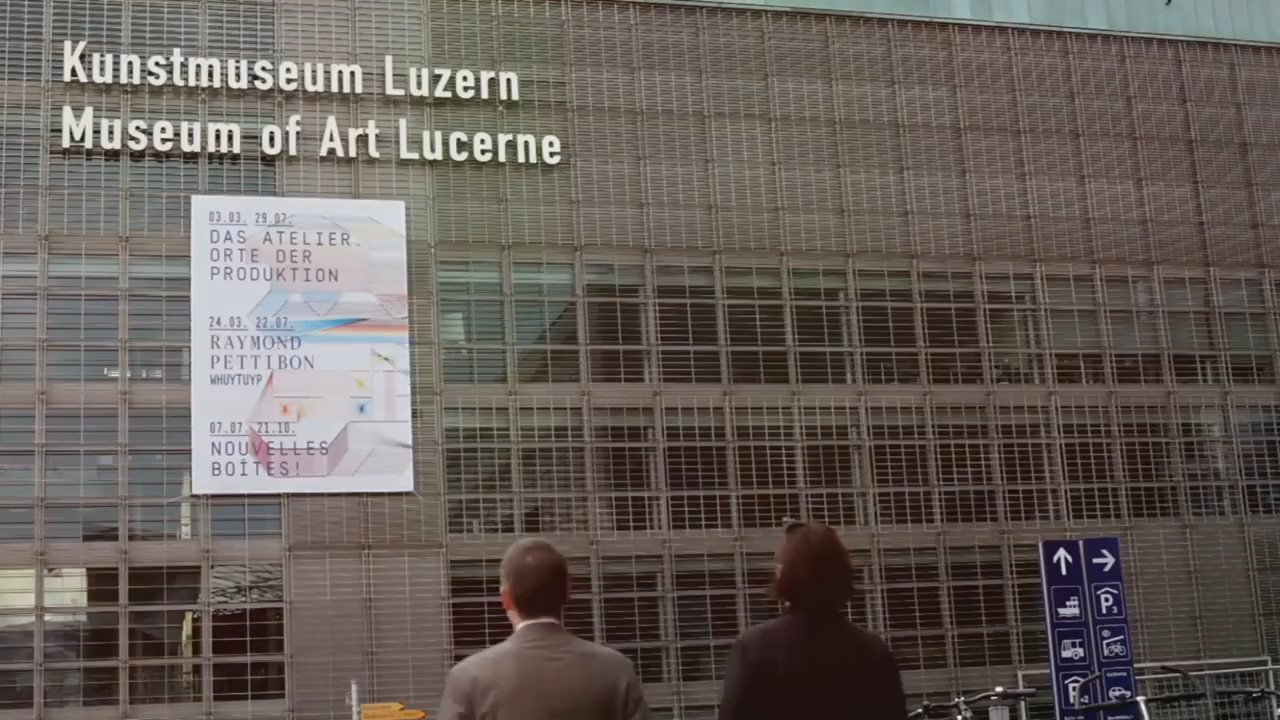 Kunstmuseum Luzern
Museum of Art Lucerne
03.03. 29.07.
DAS ATELIER.
ORTE DER
PRODUKTION
24.03. 22.07.
RAYMOND
PETTIBON
WHUYTUYP
07.07. 21.10.
NOUVELLES
BOÎTES!
P3
P